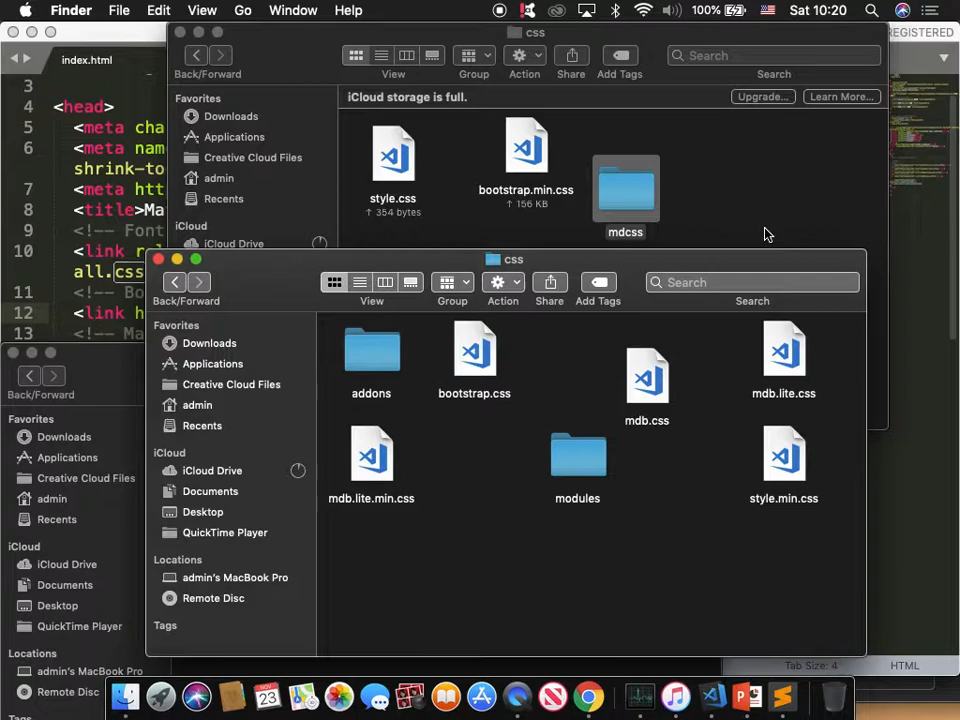 Finder File Edit View Go Window Help 100% Sat 10:20
REGISTERED
index.html
3
4 <head>
5 <meta cha
6 <meta nam
shrink-to
7 <meta htt
8 <title>Ma
9 <!-- Font
10 <link rel
all.css
11 <!-- Bo
12 <link h
13 <!-- Ma
css
Back/Forward View Group Action Share Add Tags Search
Search
iCloud storage is full. Upgrade... Learn More...
Favorites
Downloads
Applications
Creative Cloud Files
admin
Recents
iCloud
iCloud Drive
style.css
354 bytes
bootstrap.min.css
156 KB
mdcss
css
Search
Back/Forward View Group Action Share Add Tags Search
Favorites
Downloads
Applications
Creative Cloud Files
admin
Recents
iCloud
iCloud Drive
Documents
Desktop
QuickTime Player
Locations
admin's MacBook Pro
Remote Disc
Tags
addons
bootstrap.css
mdb.css
mdb.lite.css
mdb.lite.min.css
modules
style.min.css
Back/Forward
Favorites
Downloads
Applications
Creative Cloud Files
admin
Recents
iCloud
iCloud Drive
Documents
Desktop
QuickTime Player
Locations
admin's MacBook Pro
Remote Disc
Tags
Tab Size: 4 HTML
NOV
23